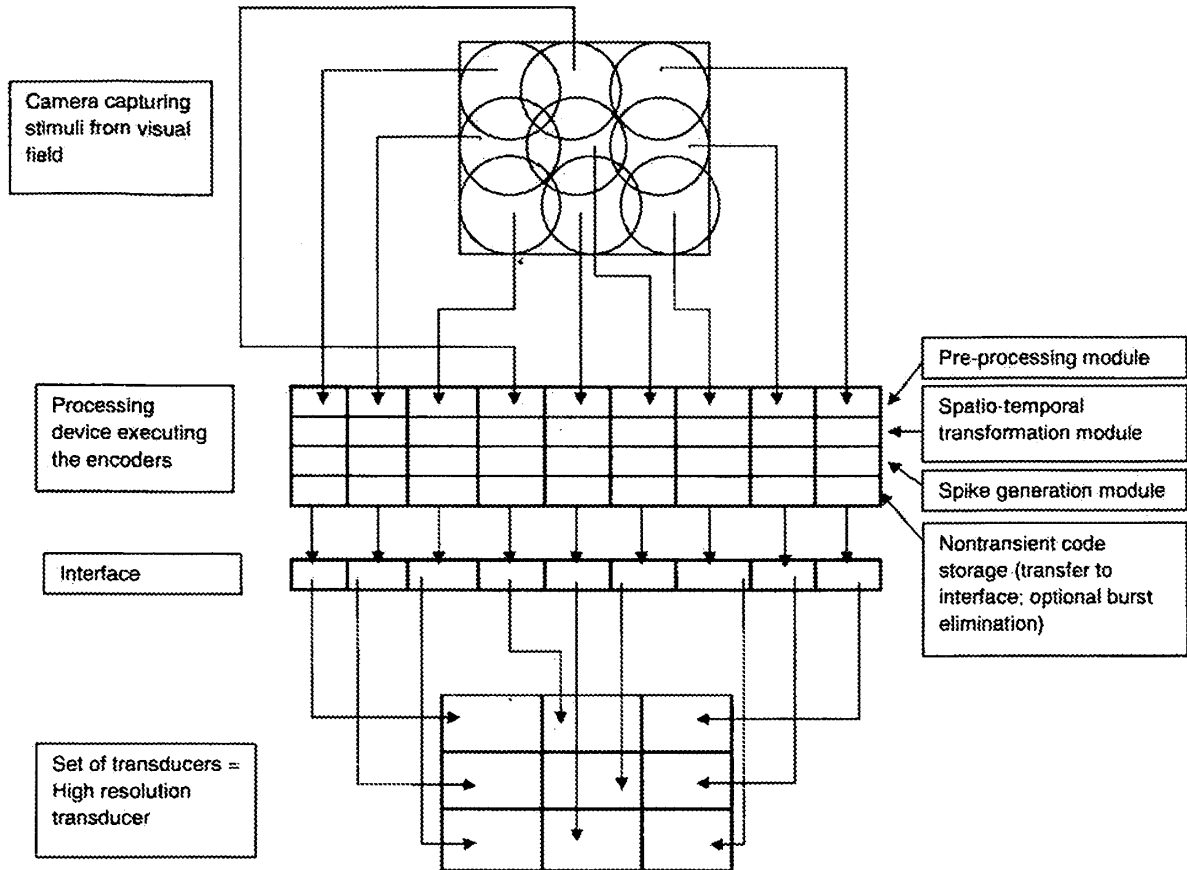 Camera capturing
stimuli from visual
field
Pre-processing module
Processing
device executing
the encoders
Spatio-temporal
transformation module
Spike generation module
Interface
Nontransient code
storage (transfer to
interface; optional burst
elimination)
Set of transducers =
High resolution
transducer